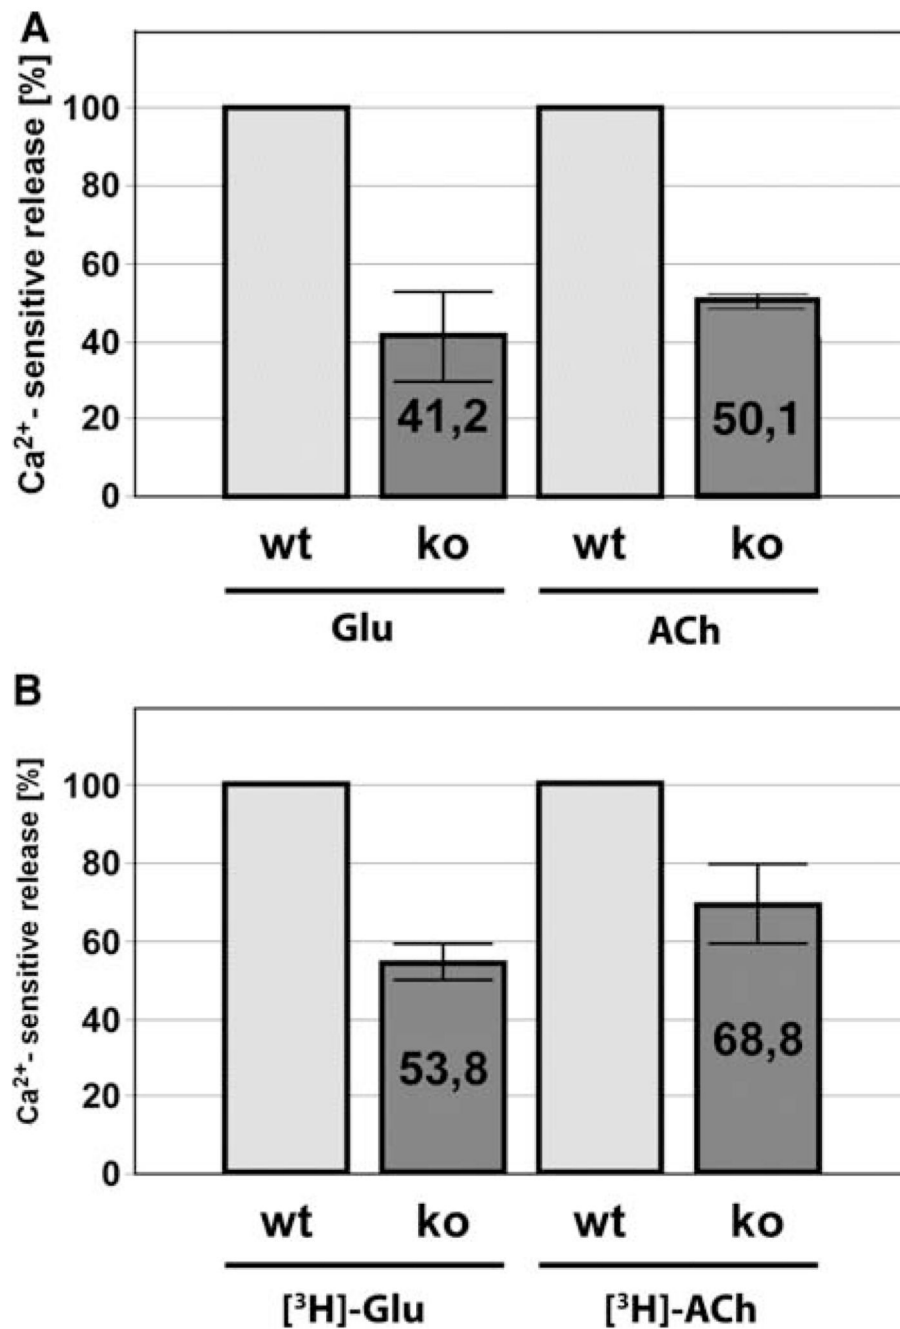 A
Ca²⁺- sensitive release [%]
100
80
60
40
20
0
41,2
50,1
wt ko wt ko
Glu ACh
B
Ca²⁺- sensitive release [%]
100
80
60
40
20
0
53,8
68,8
wt ko wt ko
[³H]-Glu [³H]-ACh